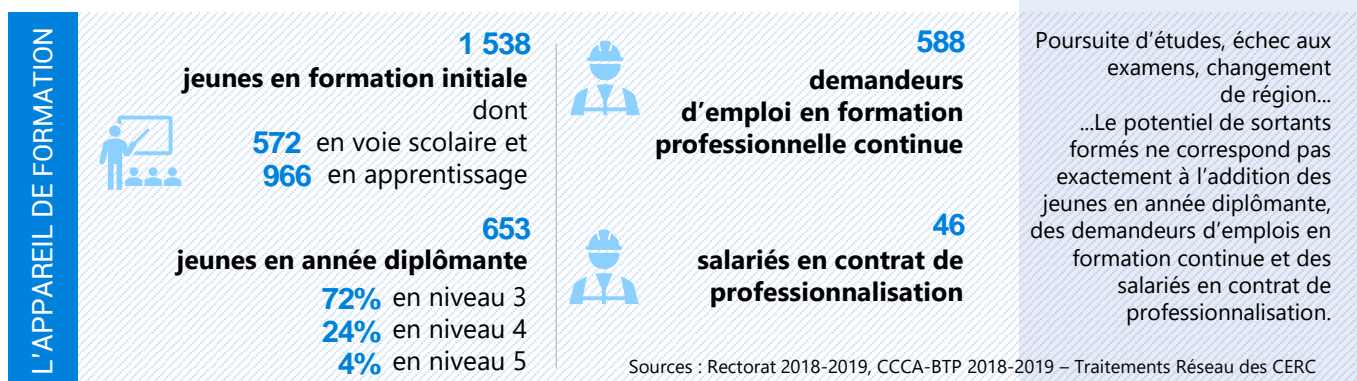 L'APPAREIL DE FORMATION
1 538
jeunes en formation initiale
dont
572 en voie scolaire et
966 en apprentissage
653
jeunes en année diplômante
72% en niveau 3
24% en niveau 4
4% en niveau 5
588
demandeurs
d'emploi en formation
professionnelle continue
46
salariés en contrat de
professionnalisation
Poursuite d'études, échec aux
examens, changement
de région...
...Le potentiel de sortants
formés ne correspond pas
exactement à l'addition des
jeunes en année diplômante,
des demandeurs d'emplois en
formation continue et des
salariés en contrat de
professionnalisation.
Sources : Rectorat 2018-2019, CCCA-BTP 2018-2019 – Traitements Réseau des CERC